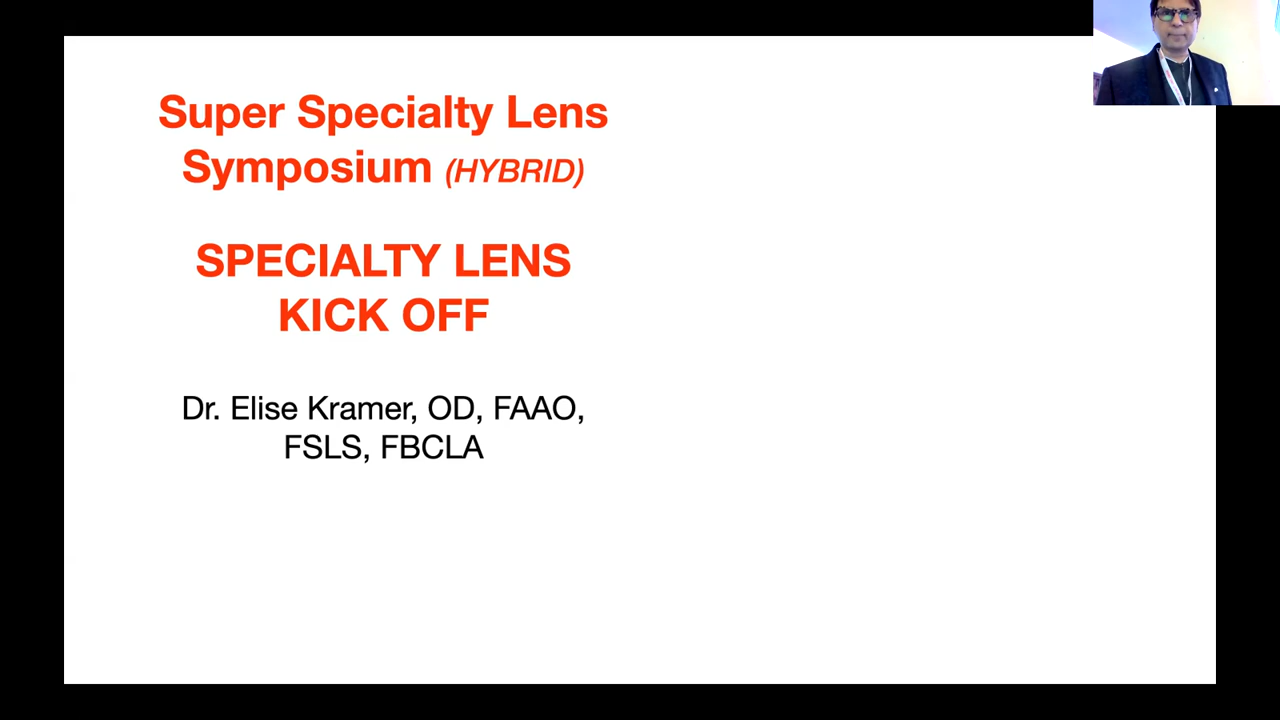 Super Specialty Lens
Symposium (HYBRID)
SPECIALTY LENS
KICK OFF
Dr. Elise Kramer, OD, FAAO,
FSLS, FBCLA